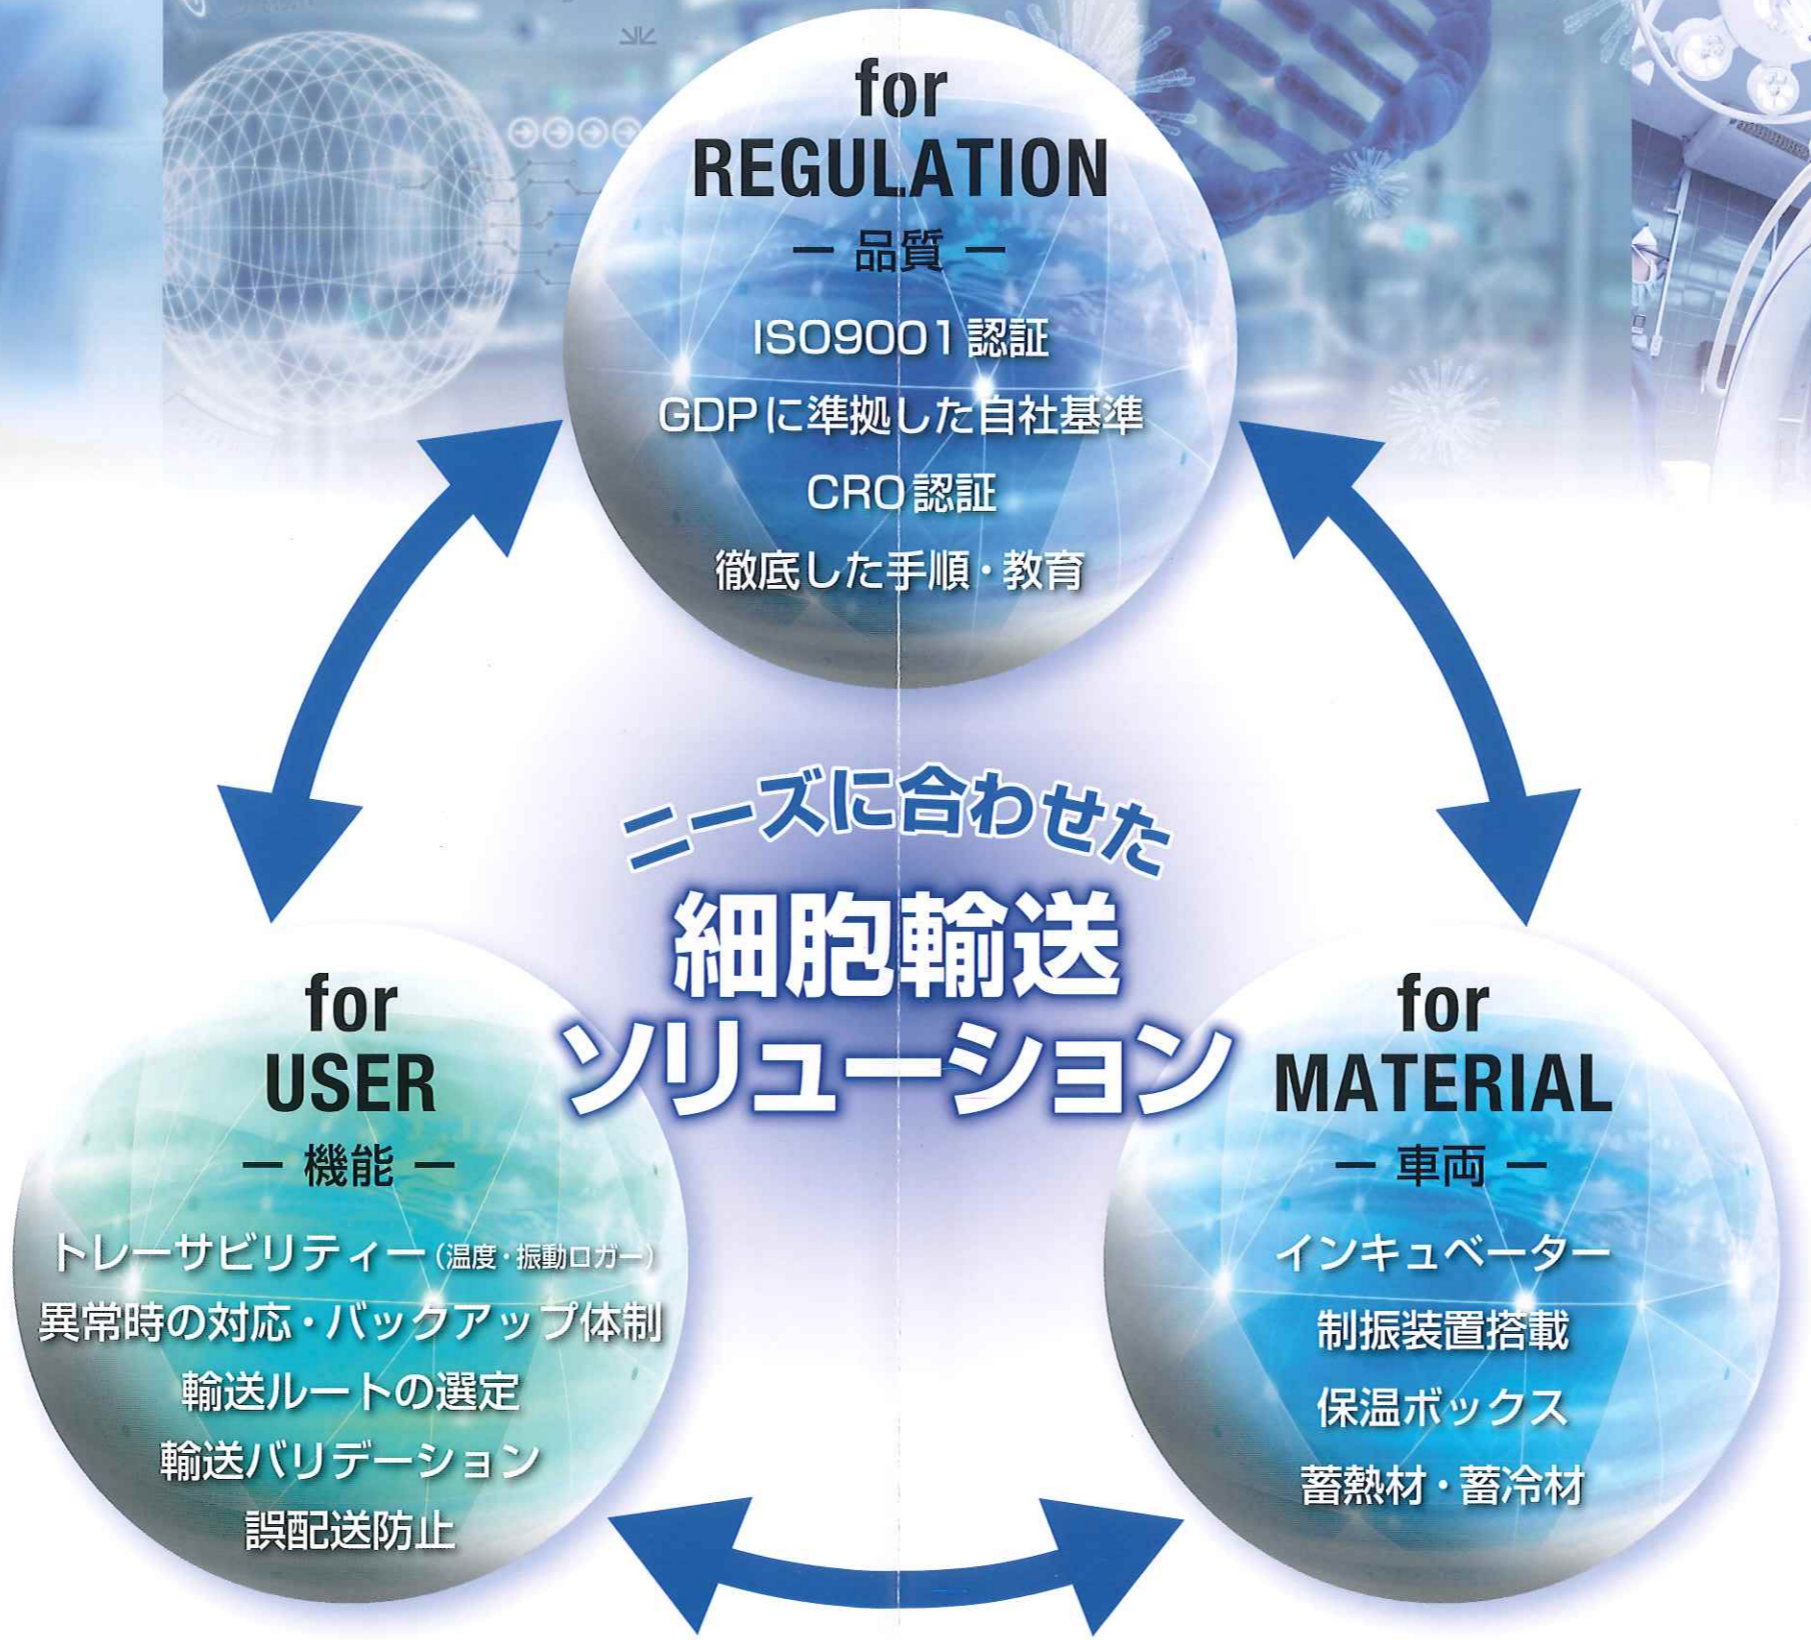 for
REGULATION
― 品質 ―
ISO9001認証
GDPに準拠した自社基準
CRO認証
徹底した手順・教育
ニーズに合わせた
細胞輸送
ソリューション
for
USER
― 機能 ―
トレーサビリティー(温度・振動ロガー)
異常時の対応・バックアップ体制
輸送ルートの選定
輸送バリデーション
誤配送防止
for
MATERIAL
― 車両 ―
インキュベーター
制振装置搭載
保温ボックス
蓄熱材・蓄冷材